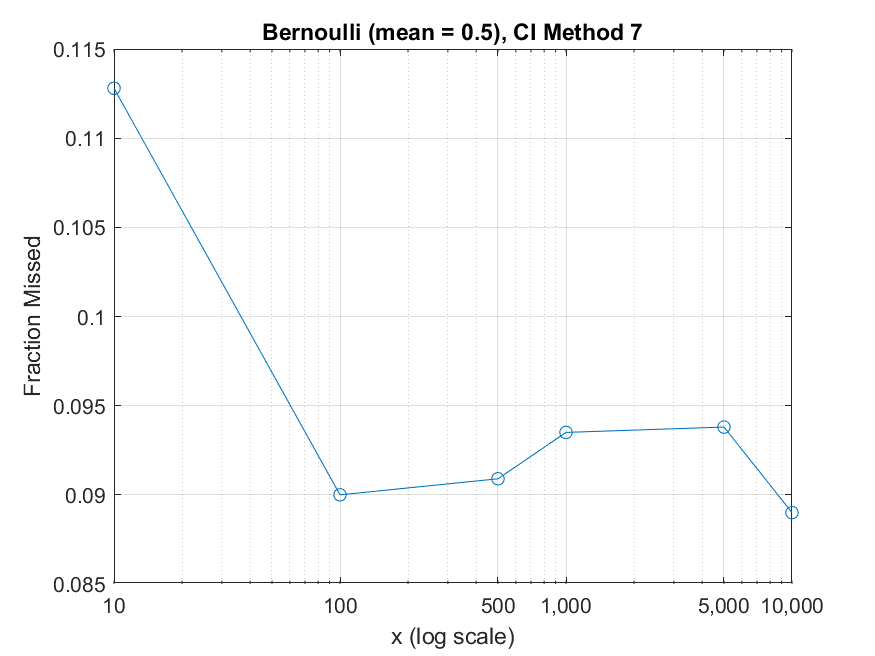 Bernoulli (mean = 0.5), CI Method 7
0.115
0.11
0.105
0.1
0.095
0.09
0.085
Fraction Missed
10 100 500 1,000 5,000 10,000
x (log scale)